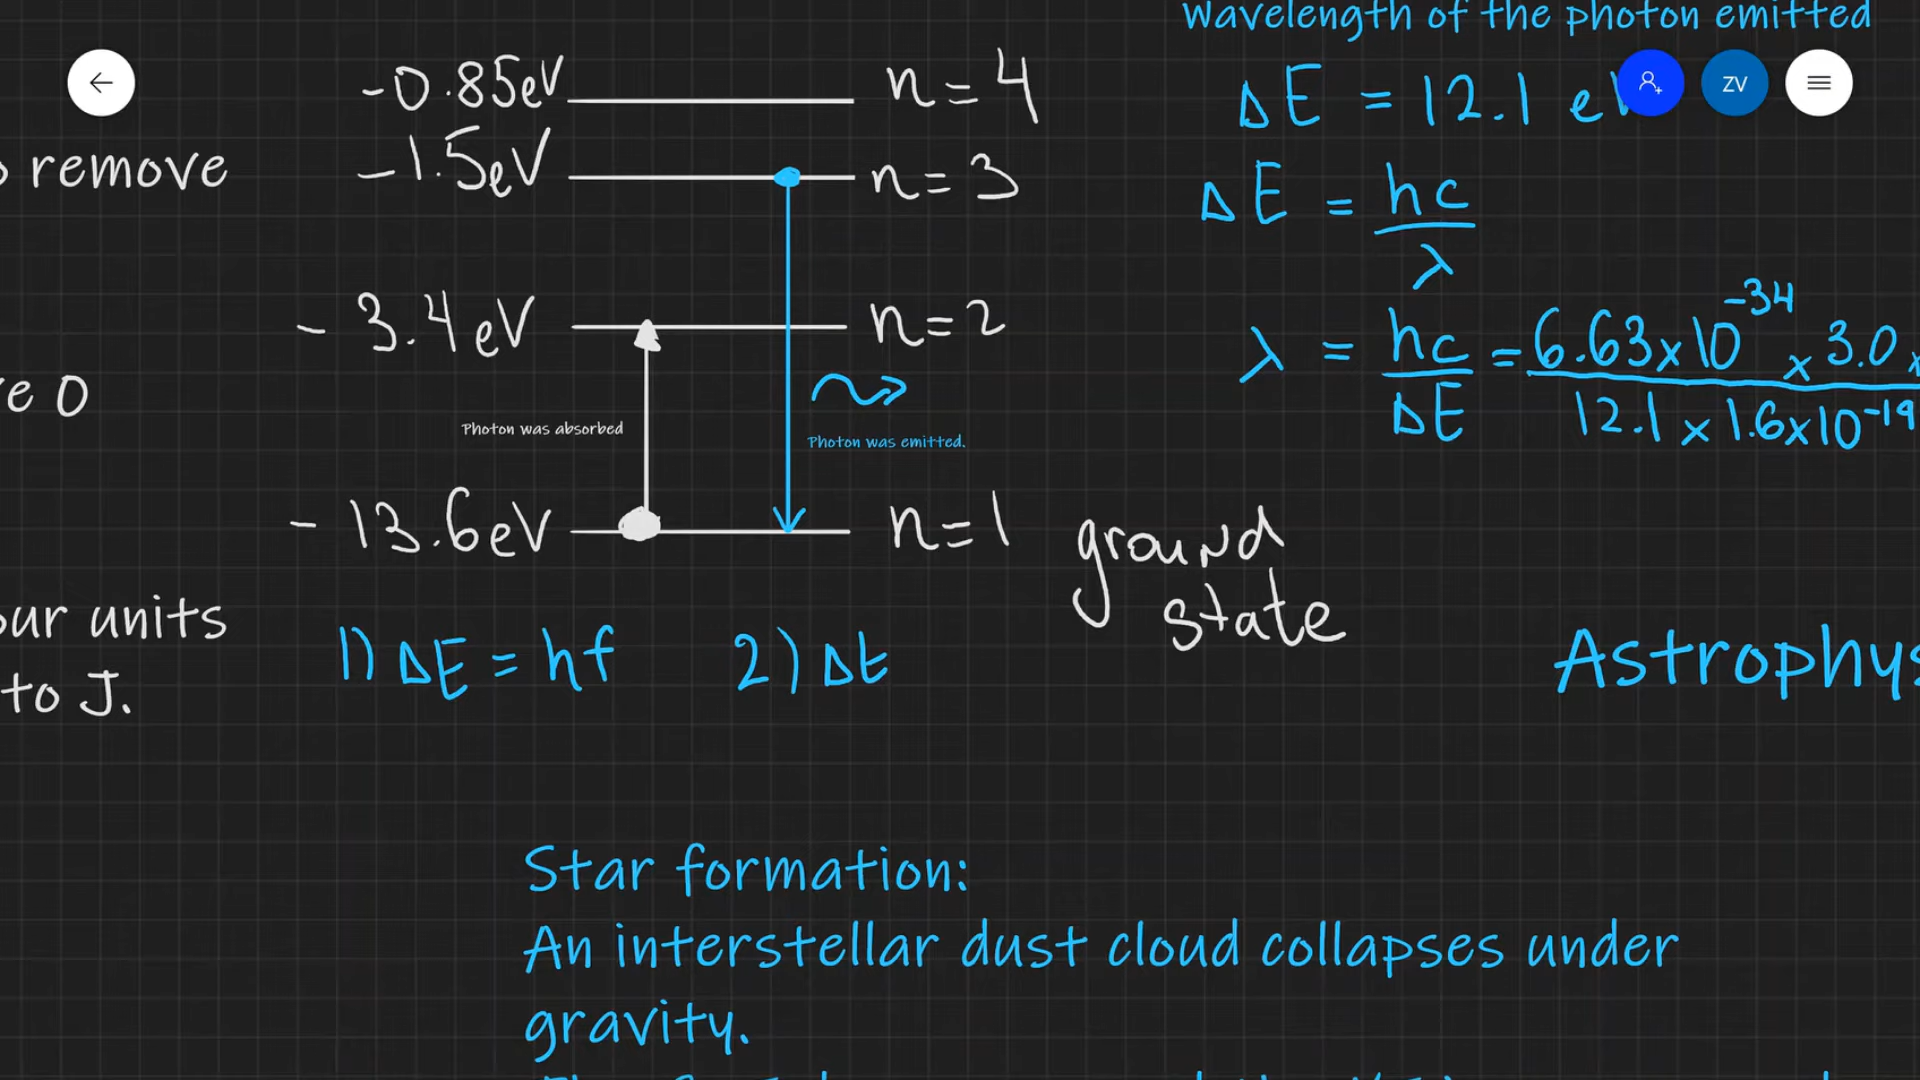 Wavelength of the photon emitted
-0.85eV n=4
ΔE = 12.1 e
ZV
remove
-1.5eV n=3
ΔE = hc/λ
- 3.4eV n=2
λ = hc/ΔE = 6.63x10^-34 x 3.0 x / 12.1 x 1.6x10^-19
e 0
Photon was absorbed
Photon was emitted.
- 13.6eV n=1 ground state
our units
to J.
1) ΔE = hf 2) ΔE
Astrophys
Star formation:
An interstellar dust cloud collapses under
gravity.